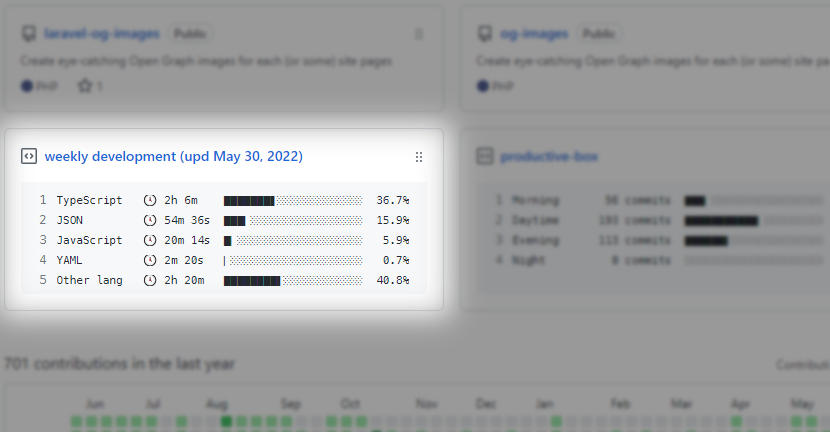 laravel-og-images Public
Create eye-catching Open Graph images for each (or some) site pages
PHP 1
og-images Public
Create eye-catching Open Graph images for each (or some) site pa
PHP
weekly development (upd May 30, 2022)
1 TypeScript 2h 6m 36.7%
2 JSON 54m 36s 15.9%
3 JavaScript 20m 14s 5.9%
4 YAML 2m 20s 0.7%
5 Other lang 2h 20m 40.8%
productive-box
1 Morning 56 commits
2 Daytime 193 commits
3 Evening 113 commits
4 Night 0 commits
701 contributions in the last year
Contributi
Jun Jul Aug Sep Oct Nov Dec Jan Feb Mar Apr May